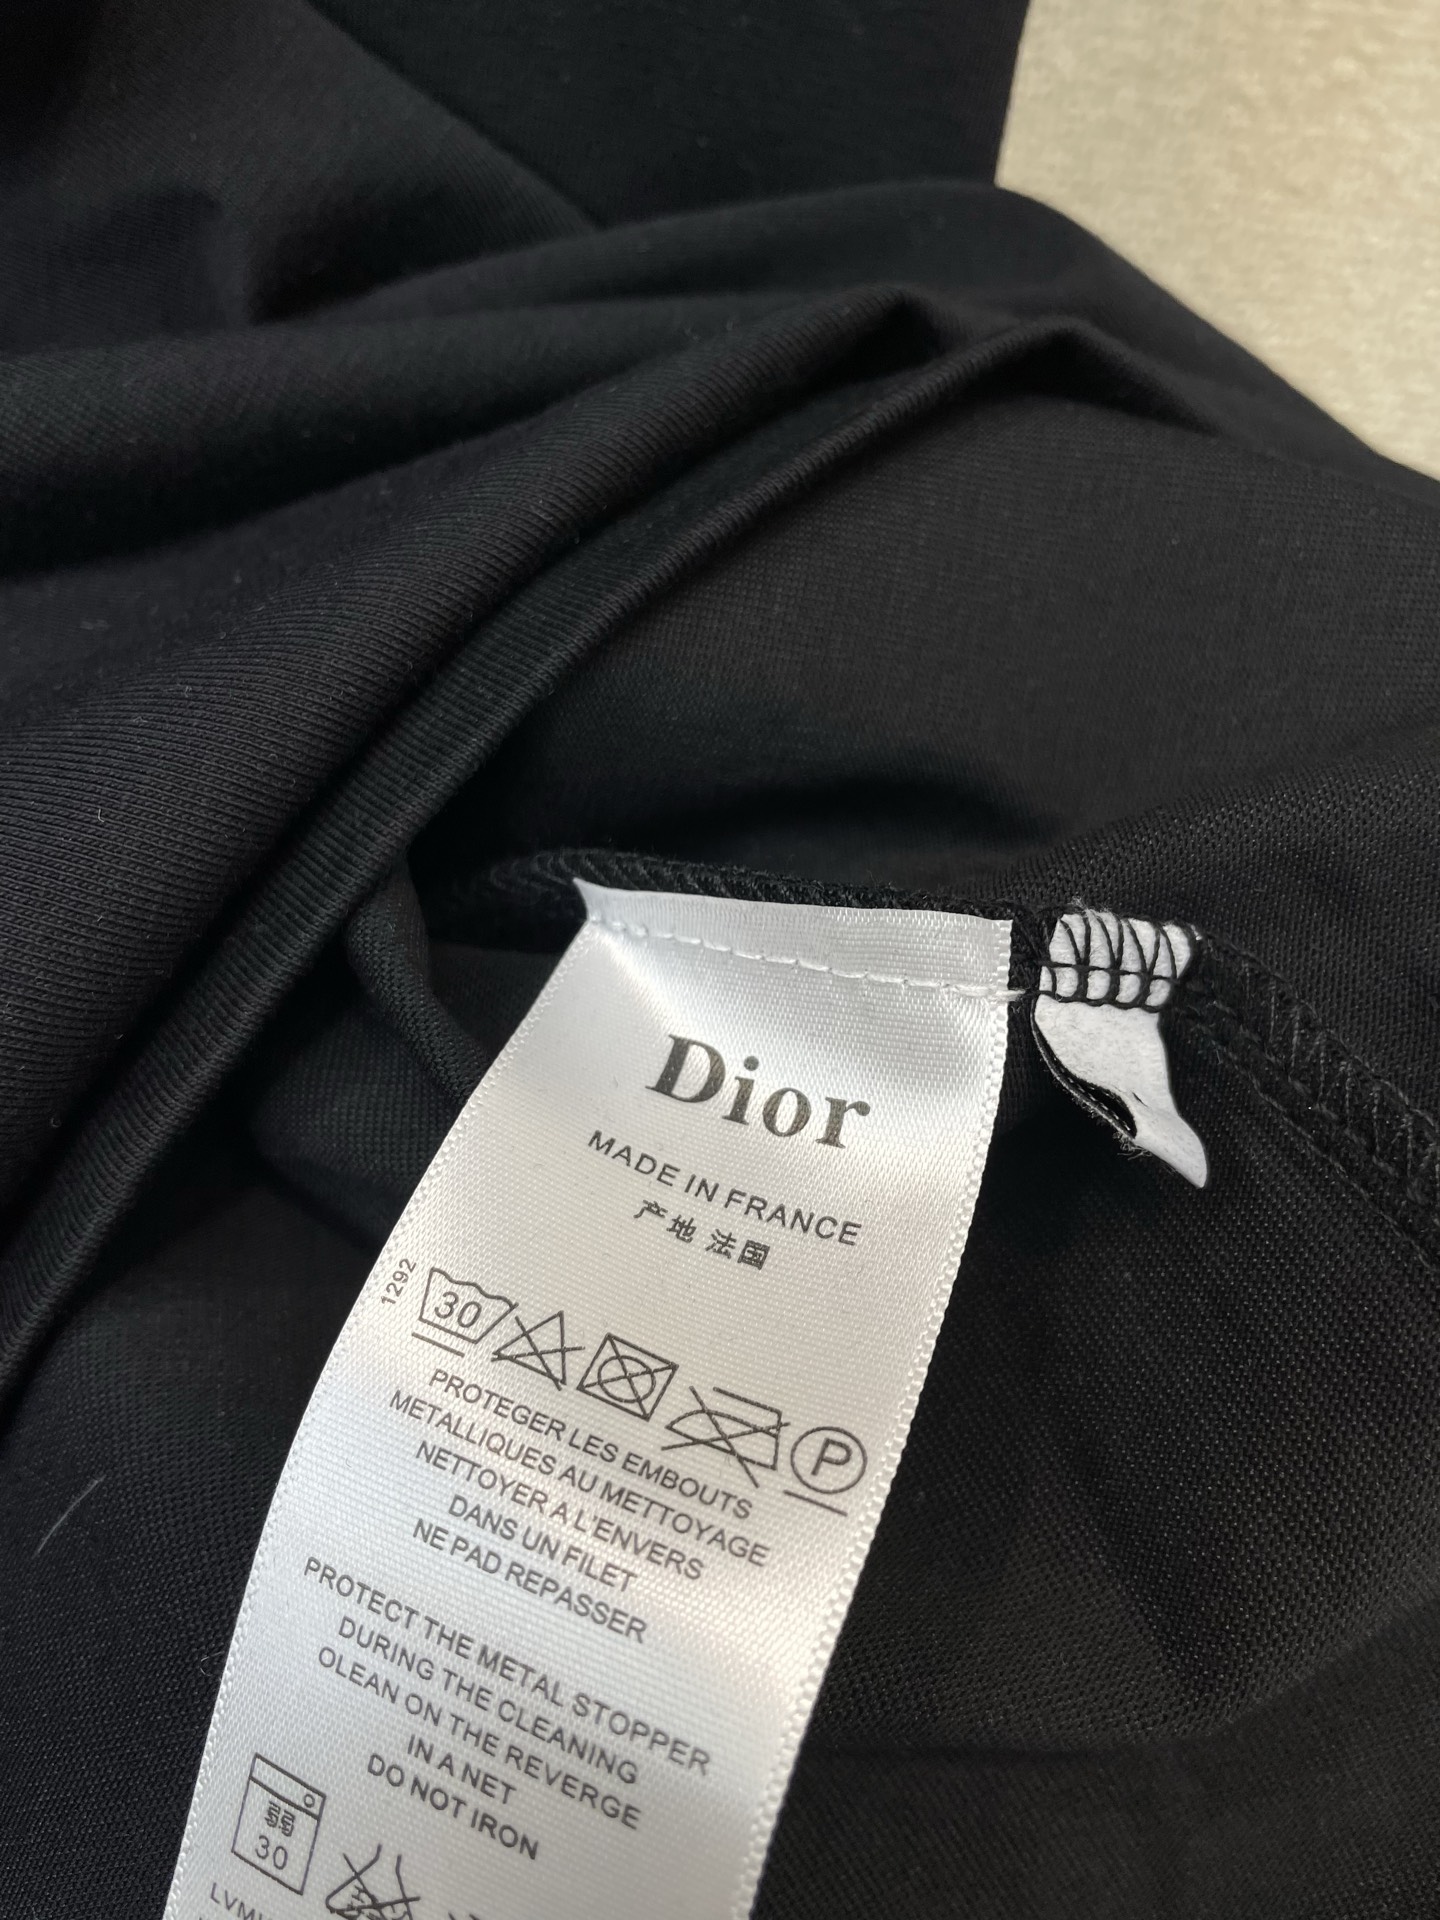 Dior
MADE IN FRANCE
产地 法国
1292
30
P
PROTEGER LES EMBOUTS
METALLIQUES AU METTOYAGE
NETTOYER A L'ENVERS
DANS UN FILET
NE PAD REPASSER
PROTECT THE METAL STOPPER
DURING THE CLEANING
OLEAN ON THE REVERGE
IN A NET
DO NOT IRON
弱
30